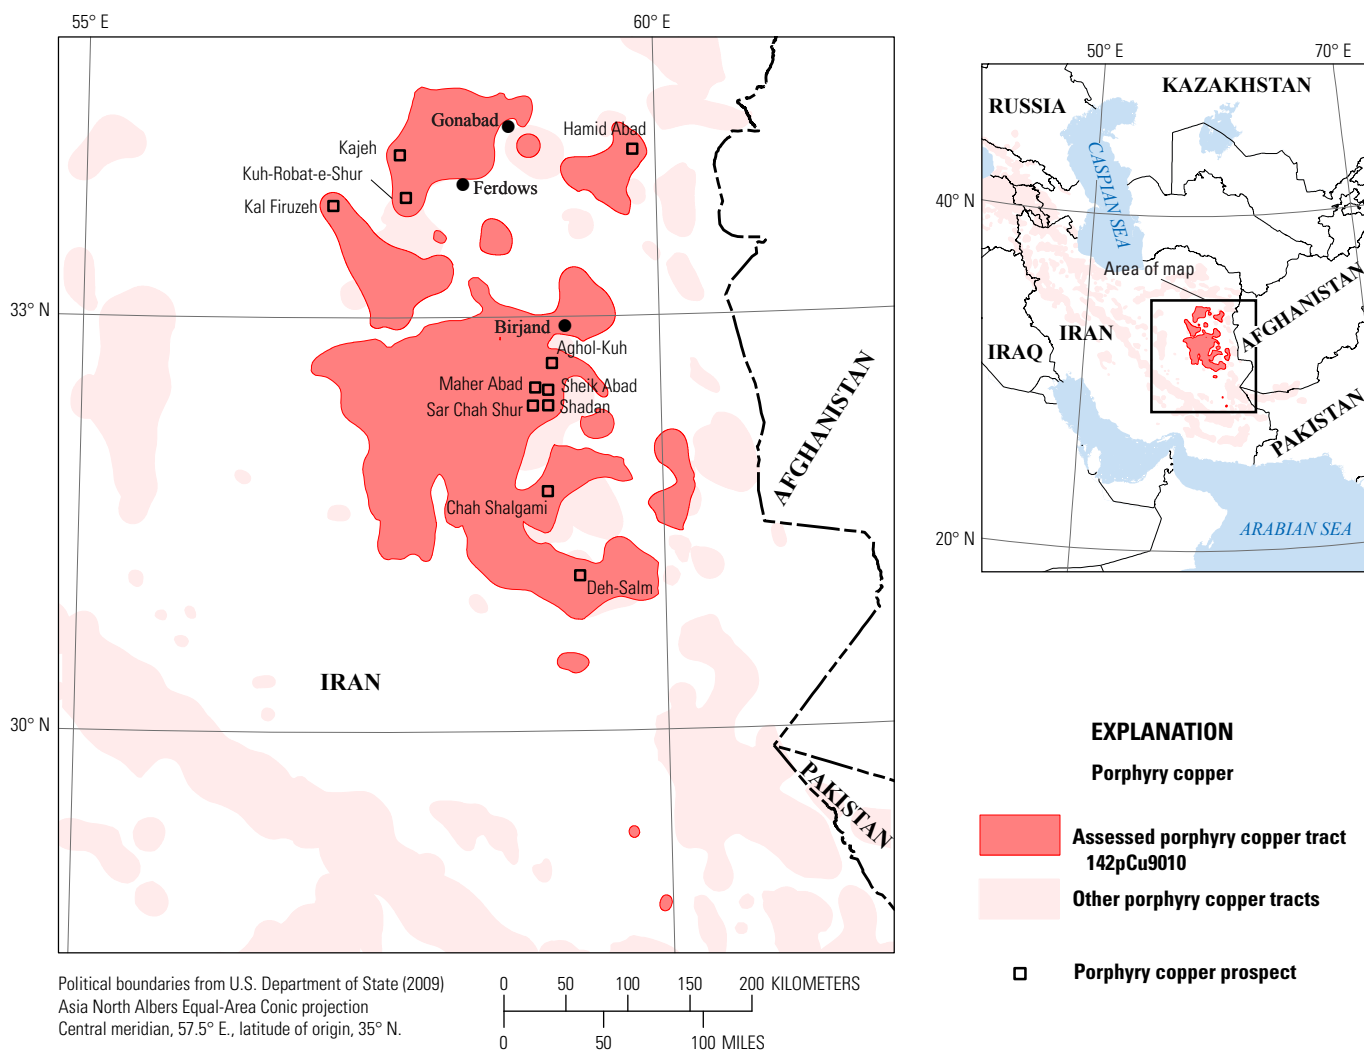 55° E
60° E
Gonabad
Hamid Abad
Kajeh
Kuh-Robat-e-Shur
Ferdows
Kal Firuzeh
33° N
Birjand
Aghol-Kuh
Maher Abad
Sheik Abad
Sar Chah Shur
Shadan
AFGHANISTAN
Chah Shalgami
Deh-Salm
IRAN
30° N
PAKISTAN
Political boundaries from U.S. Department of State (2009)
Asia North Albers Equal-Area Conic projection
Central meridian, 57.5° E., latitude of origin, 35° N.
0 50 100 150 200 KILOMETERS
0 50 100 MILES
50° E
70° E
RUSSIA
KAZAKHSTAN
CASPIAN SEA
40° N
Area of map
IRAN
IRAQ
AFGHANISTAN
PAKISTAN
20° N
ARABIAN SEA
EXPLANATION
Porphyry copper
Assessed porphyry copper tract
142pCu9010
Other porphyry copper tracts
Porphyry copper prospect